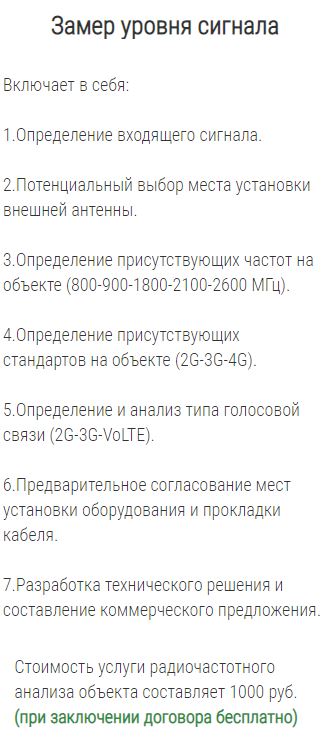 Замер уровня сигнала
Включает в себя:
1.Определение входящего сигнала.
2.Потенциальный выбор места установки
внешней антенны.
3.Определение присутствующих частот на
объекте (800-900-1800-2100-2600 МГц).
4.Определение присутствующих
стандартов на объекте (2G-3G-4G).
5.Определение и анализ типа голосовой
связи (2G-3G-VoLTE).
6.Предварительное согласование мест
установки оборудования и прокладки
кабеля.
7.Разработка технического решения и
составление коммерческого предложения.
Стоимость услуги радиочастотного
анализа объекта составляет 1000 руб.
(при заключении договора бесплатно)